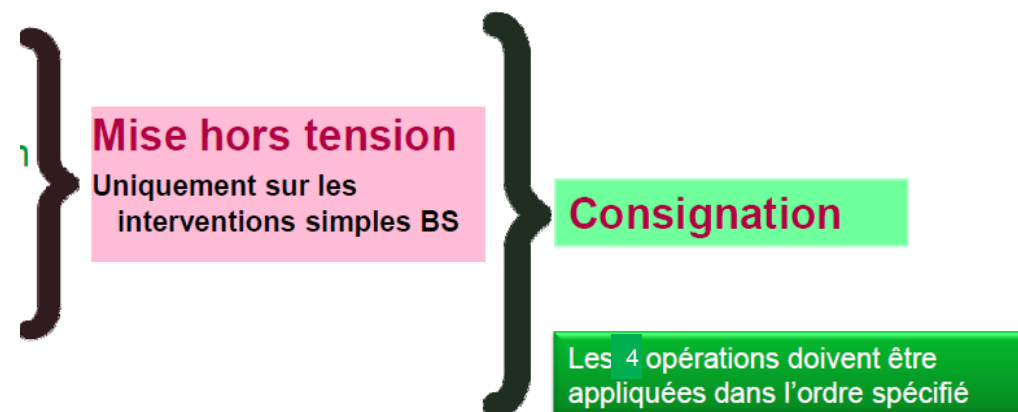 Mise hors tension
Uniquement sur les
interventions simples BS
Consignation
Les 4 opérations doivent être
appliquées dans l'ordre spécifié